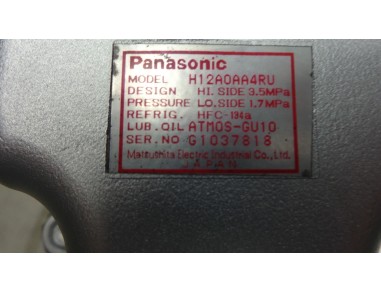 Panasonic
MODEL H12A0AA4RU
DESIGN HI.SIDE 3.5MPa
PRESSURE LO.SIDE 1.7MPa
REFRIG. HFC-134a
LUB.OIL ATMOS-GU10
SER.NO G1037818
Matsushita Electric Industrial Co.,Ltd.
JAPAN